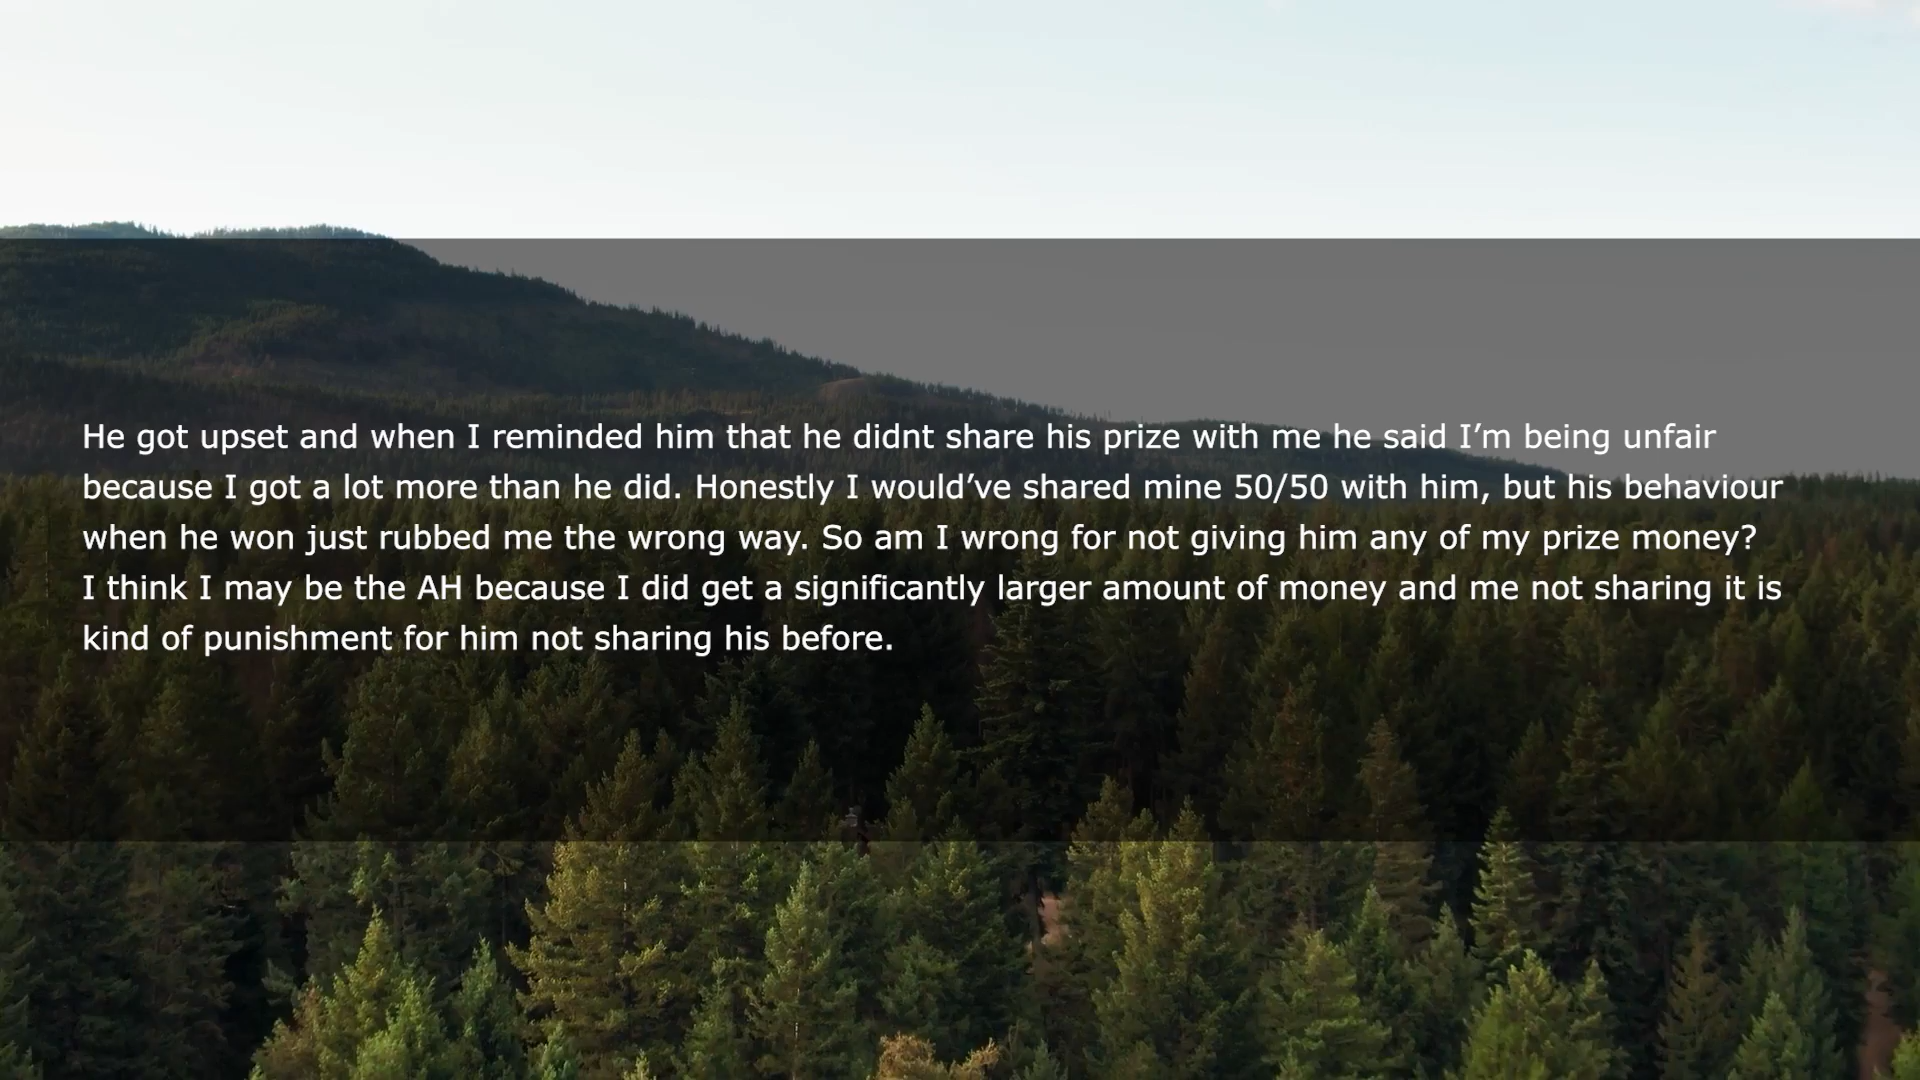 He got upset and when I reminded him that he didnt share his prize with me he said I’m being unfair
because I got a lot more than he did. Honestly I would’ve shared mine 50/50 with him, but his behaviour
when he won just rubbed me the wrong way. So am I wrong for not giving him any of my prize money?
I think I may be the AH because I did get a significantly larger amount of money and me not sharing it is
kind of punishment for him not sharing his before.